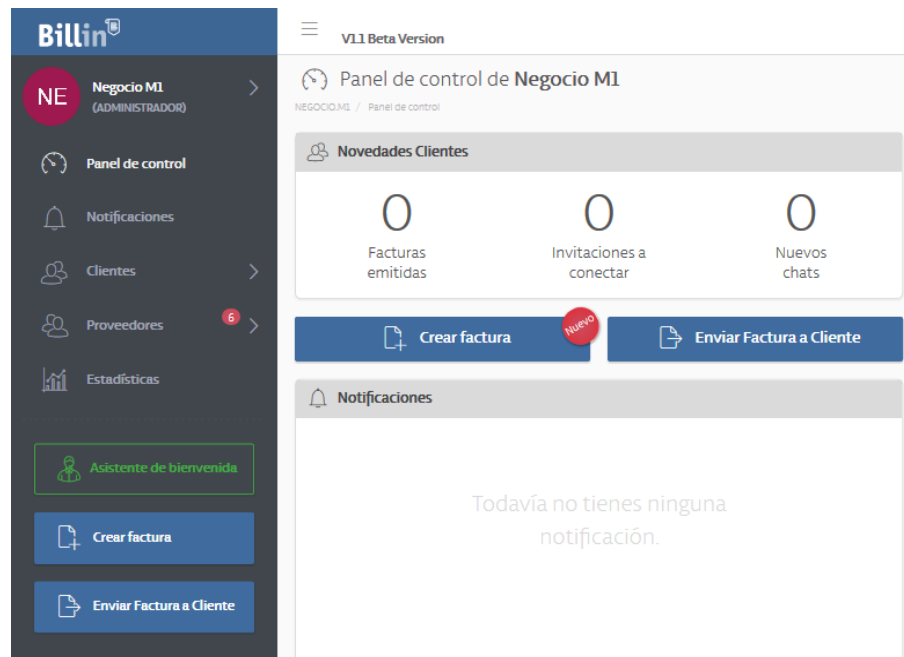 Billin
V1.1 Beta Version
NE
Negocio M1
(ADMINISTRADOR)
Panel de control
Notificaciones
Clientes
Proveedores
6
Estadísticas
Asistente de bienvenida
Crear factura
Enviar Factura a Cliente
Panel de control de Negocio M1
NEGOCIO.M1 / Panel de control
Novedades Clientes
0
Facturas
emitidas
0
Invitaciones a
conectar
0
Nuevos
chats
Crear factura
Nuevo
Enviar Factura a Cliente
Notificaciones
Todavía no tienes ninguna
notificación.